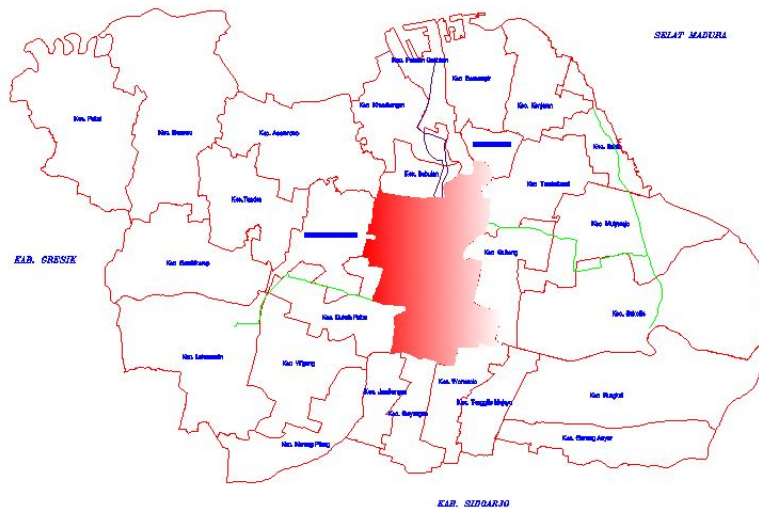 SELAT MADURA
Kec. Pabean Cantian
Kec. Semampir
Kec. Pakal
Kec. Benowo
Kec. Asemrowo
Kec. Krembangan
Kec. Kenjeran
Kec. Bulak
Kec. Bubutan
Kec. Tambaksari
Kec. Tandes
Kec. Mulyorejo
KAB. GRESIK
Kec. Gubeng
Kec. Sambikerep
Kec. Dukuh Pakis
Kec. Sukolilo
Kec. Lakarsantri
Kec. Wiyung
Kec. Jambangan
Kec. Wonocolo
Kec. Gayungan
Kec. Tenggilis Mejoyo
Kec. Rungkut
Kec. Karang Pilang
Kec. Gunung Anyar
KAB. SIDOARJO